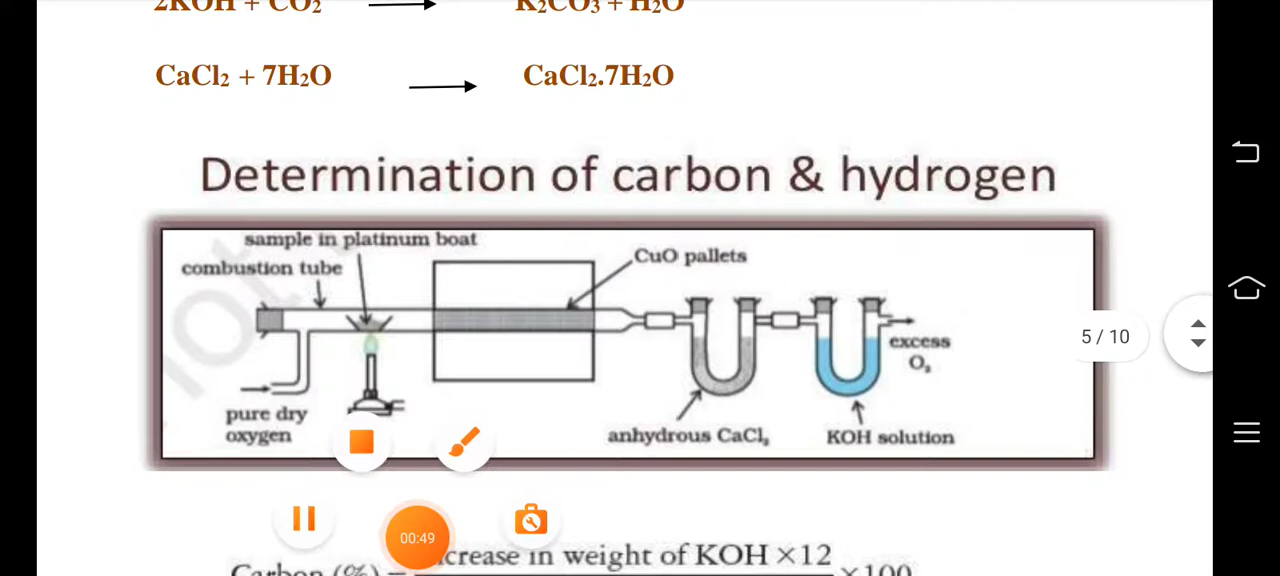 2KOH + CO2 K2CO3 + H2O
CaCl2 + 7H2O CaCl2.7H2O
Determination of carbon & hydrogen
sample in platinum boat
combustion tube
CuO pallets
5 / 10
excess
O2
pure dry
oxygen
anhydrous CaCl2
KOH solution
00:49
crease in weight of KOH ×12
Carbon (%) = ×100